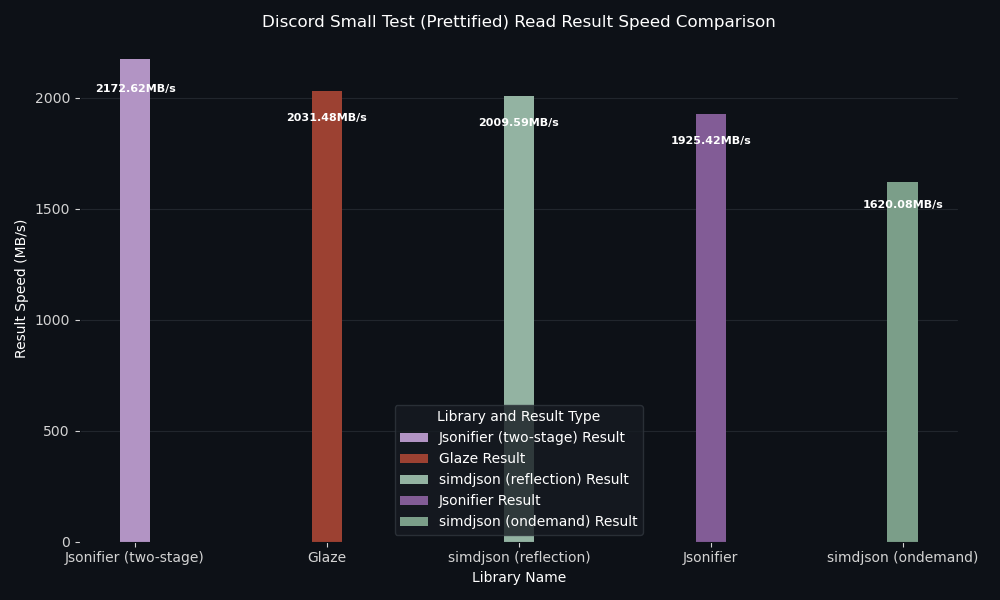 Discord Small Test (Prettified) Read Result Speed Comparison
Result Speed (MB/s)
2000
1500
1000
500
0
2172.62MB/s
2031.48MB/s
2009.59MB/s
1925.42MB/s
1620.08MB/s
Library and Result Type
Jsonifier (two-stage) Result
Glaze Result
simdjson (reflection) Result
Jsonifier Result
simdjson (ondemand) Result
Jsonifier (two-stage)
Glaze
simdjson (reflection)
Jsonifier
simdjson (ondemand)
Library Name